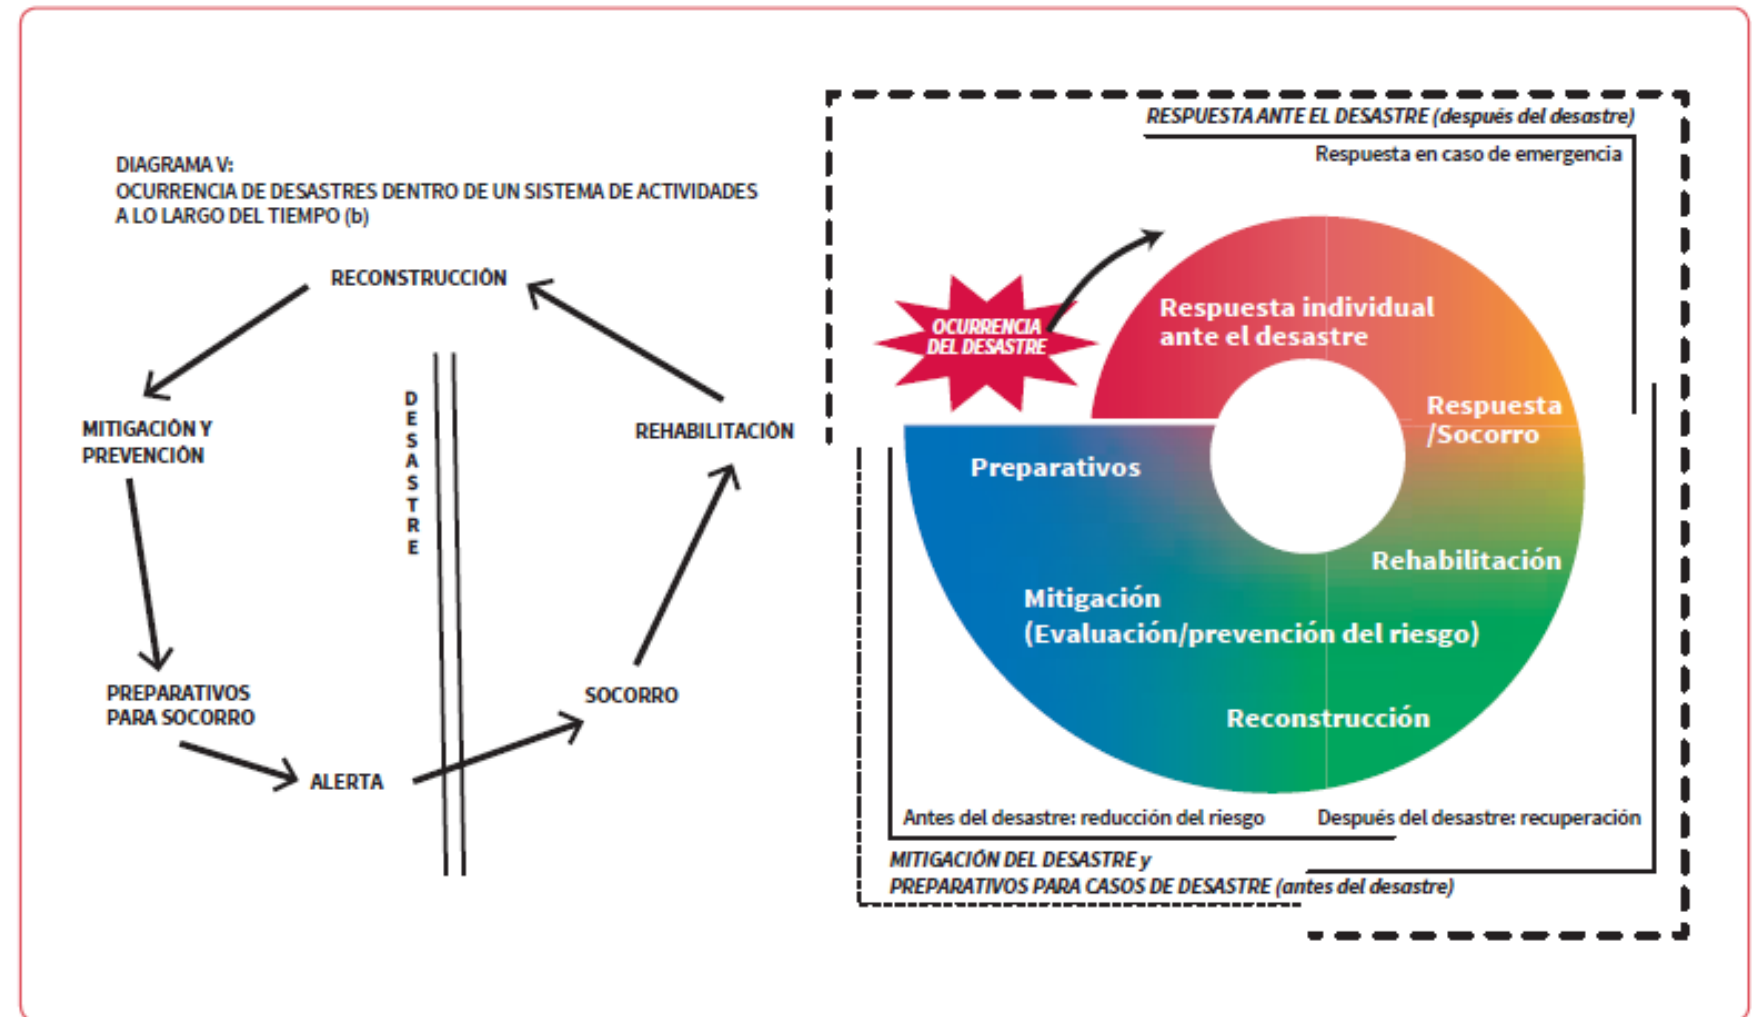 DIAGRAMA V:
OCURRENCIA DE DESASTRES DENTRO DE UN SISTEMA DE ACTIVIDADES
A LO LARGO DEL TIEMPO (b)
RECONSTRUCCIÓN
MITIGACIÓN Y
PREVENCIÓN
DESASTRE
REHABILITACIÓN
PREPARATIVOS
PARA SOCORRO
SOCORRO
ALERTA
RESPUESTA ANTE EL DESASTRE (después del desastre)
Respuesta en caso de emergencia
OCURRENCIA
DEL DESASTRE
Respuesta individual
ante el desastre
Respuesta
/Socorro
Preparativos
Rehabilitación
Mitigación
(Evaluación/prevención del riesgo)
Reconstrucción
Antes del desastre: reducción del riesgo
Después del desastre: recuperación
MITIGACIÓN DEL DESASTRE y
PREPARATIVOS PARA CASOS DE DESASTRE (antes del desastre)